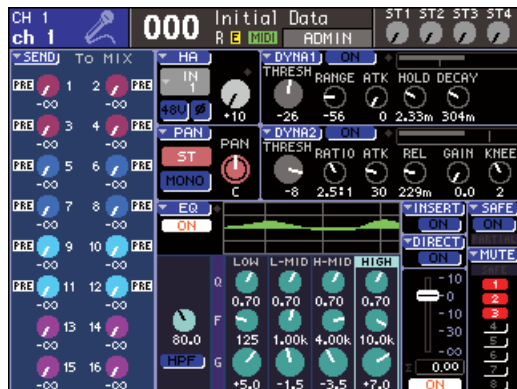 CH 1
ch 1
000
Initial Data
R E MIDI ADMIN
ST1 ST2 ST3 ST4
SEND To MIX
PRE 1 2 PRE
-∞ -∞
PRE 3 4 PRE
-∞ -∞
PRE 5 6 PRE
-∞ -∞
PRE 7 8 PRE
-∞ -∞
PRE 9 10 PRE
-∞ -∞
PRE 11 12 PRE
-∞ -∞
13 14
-∞ -∞
15 16
-∞ -∞
HA
IN
1
48V Ø
+10
PAN
ST
MONO
PAN
C
DYNA1 ON
THRESH RANGE ATK HOLD DECAY
-26 -56 0 2.33m 304m
DYNA2 ON
THRESH RATIO ATK REL GAIN KNEE
-8 2.5:1 30 229m 0.0 2
EQ
ON
LOW L-MID H-MID HIGH
Q
0.70 0.70 0.70 0.70
F
80.0 125 1.00k 4.00k 10.0k
HPF
G
+5.0 -1.5 -3.5 +7.0
INSERT
ON
DIRECT
ON
-10
-0
-10
-30
-∞
Σ 0.00
ON
SAFE
ON
PARTIAL
MUTE
SAFE
1
2
3
4
5
6
7
8